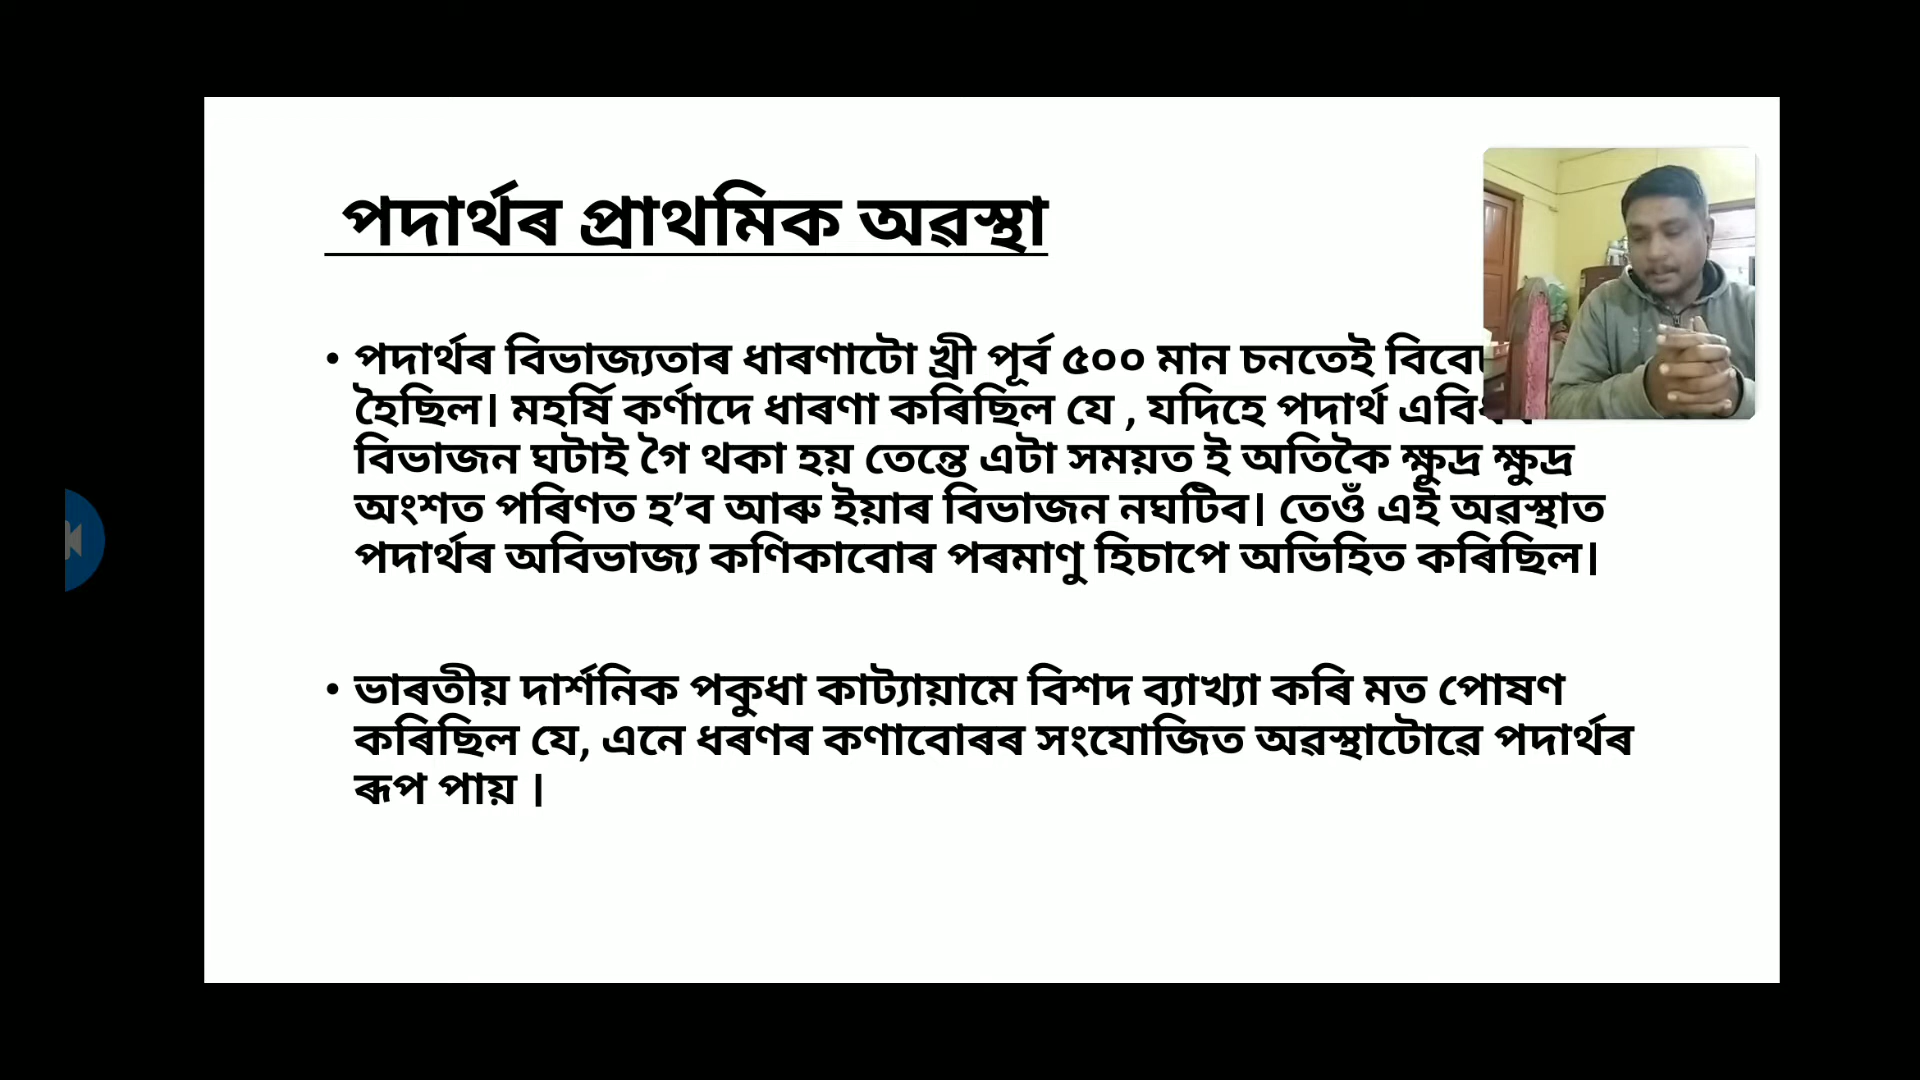 পদাৰ্থৰ প্ৰাথমিক অৱস্থা
• পদাৰ্থৰ বিভাজ্যতাৰ ধাৰণাটো খ্ৰী পূৰ্ব ৫০০ মান চনতেই
হৈছিল। মহৰ্ষি কৰ্ণাদে ধাৰণা কৰিছিল যে , যদিহে পদাৰ্থ
বিভাজন ঘটাই গৈ থকা হয় তেন্তে এটা সময়ত ই অতিকৈ ক্ষুদ্ৰ ক্ষুদ্ৰ
অংশত পৰিণত হ’ব আৰু ইয়াৰ বিভাজন নঘটিব। তেওঁ এই অৱস্থাত
পদাৰ্থৰ অবিভাজ্য কণিকাবোৰ পৰমাণু হিচাপে অভিহিত কৰিছিল।
• ভাৰতীয় দাৰ্শনিক পকুধা কাট্যায়ামে বিশদ ব্যাখ্যা কৰি মত পোষণ
কৰিছিল যে, এনে ধৰণৰ কণাবোৰৰ সংযোজিত অৱস্থাটোৱে পদাৰ্থৰ
ৰূপ পায় ।